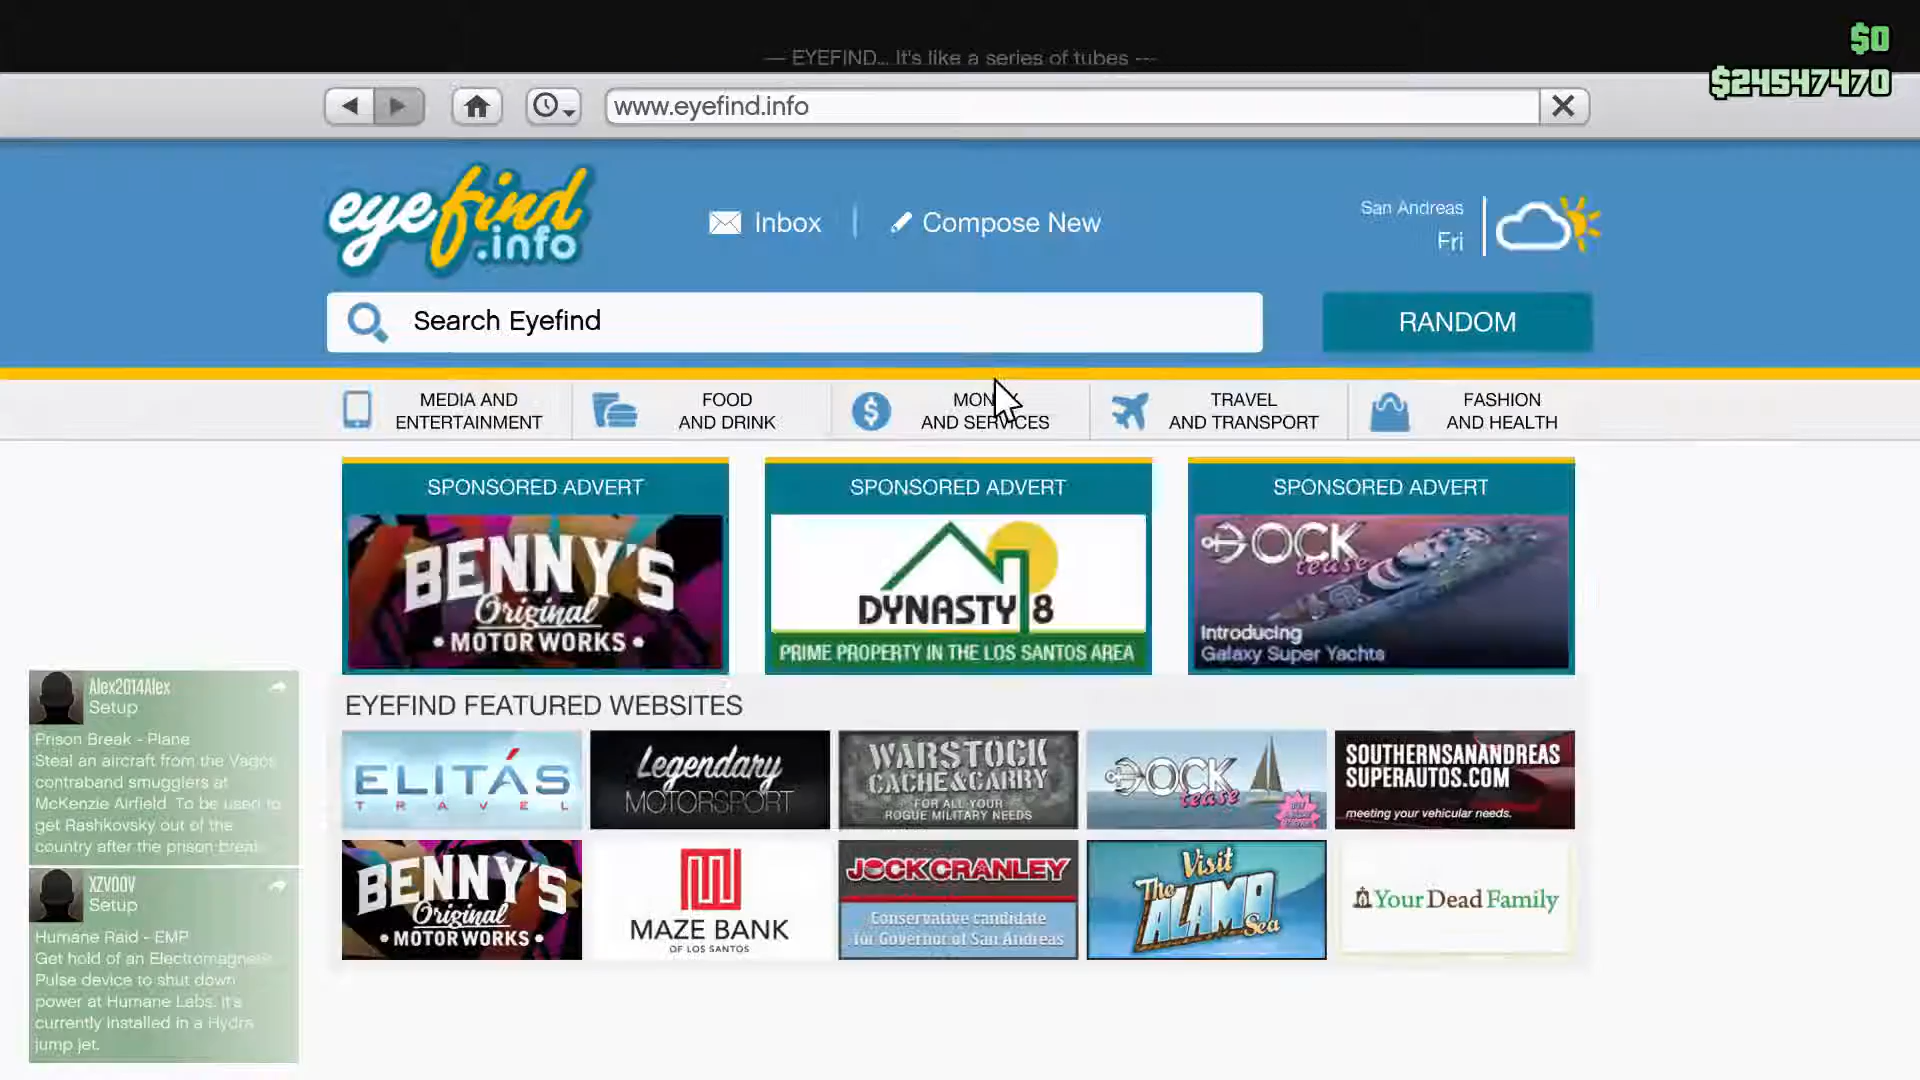 — EYEFIND... It's like a series of tubes —
$0
$24547470
www.eyefind.info
eyefind
.info
Inbox
Compose New
San Andreas
Fri
Search Eyefind
RANDOM
MEDIA AND
ENTERTAINMENT
FOOD
AND DRINK
AND SERVICES
TRAVEL
AND TRANSPORT
FASHION
AND HEALTH
SPONSORED ADVERT
BENNY'S
Original
• MOTOR WORKS •
SPONSORED ADVERT
DYNASTY 8
PRIME PROPERTY IN THE LOS SANTOS AREA
SPONSORED ADVERT
DOCK
tease
Introducing
Galaxy Super Yachts
EYEFIND FEATURED WEBSITES
ELITÁS
TRAVEL
Legendary
MOTORSPORT
WARSTOCK
CACHE&CARRY
FOR ALL YOUR
ROGUE MILITARY NEEDS
DOCK
tease
SOUTHERNSANANDREAS
SUPERAUTOS.COM
meeting your vehicular needs.
BENNY'S
Original
• MOTOR WORKS •
MAZE BANK
OF LOS SANTOS
JOCK CRANLEY
Conservative candidate
for Governor of San Andreas
Visit
The
ALAMO
Sea
Your Dead Family
Alex2014Alex
Setup
Prison Break - Plane
Steal an aircraft from the Vagos
contraband smugglers at
McKenzie Airfield. To be used to
get Rashkovsky out of the
country after the prison break.
XZV00V
Setup
Humane Raid - EMP
Get hold of an Electromagnetic
Pulse device to shut down
power at Humane Labs. It's
currently installed in a Hydra
jump jet.